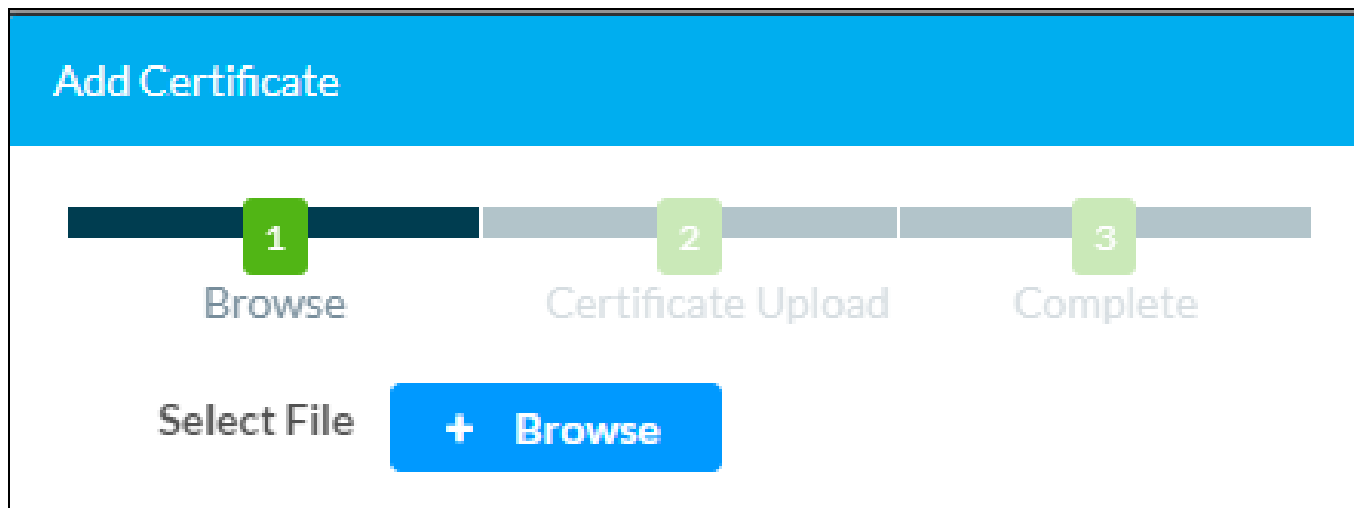 Add Certificate
1 2 3
Browse Certificate Upload Complete
Select File + Browse